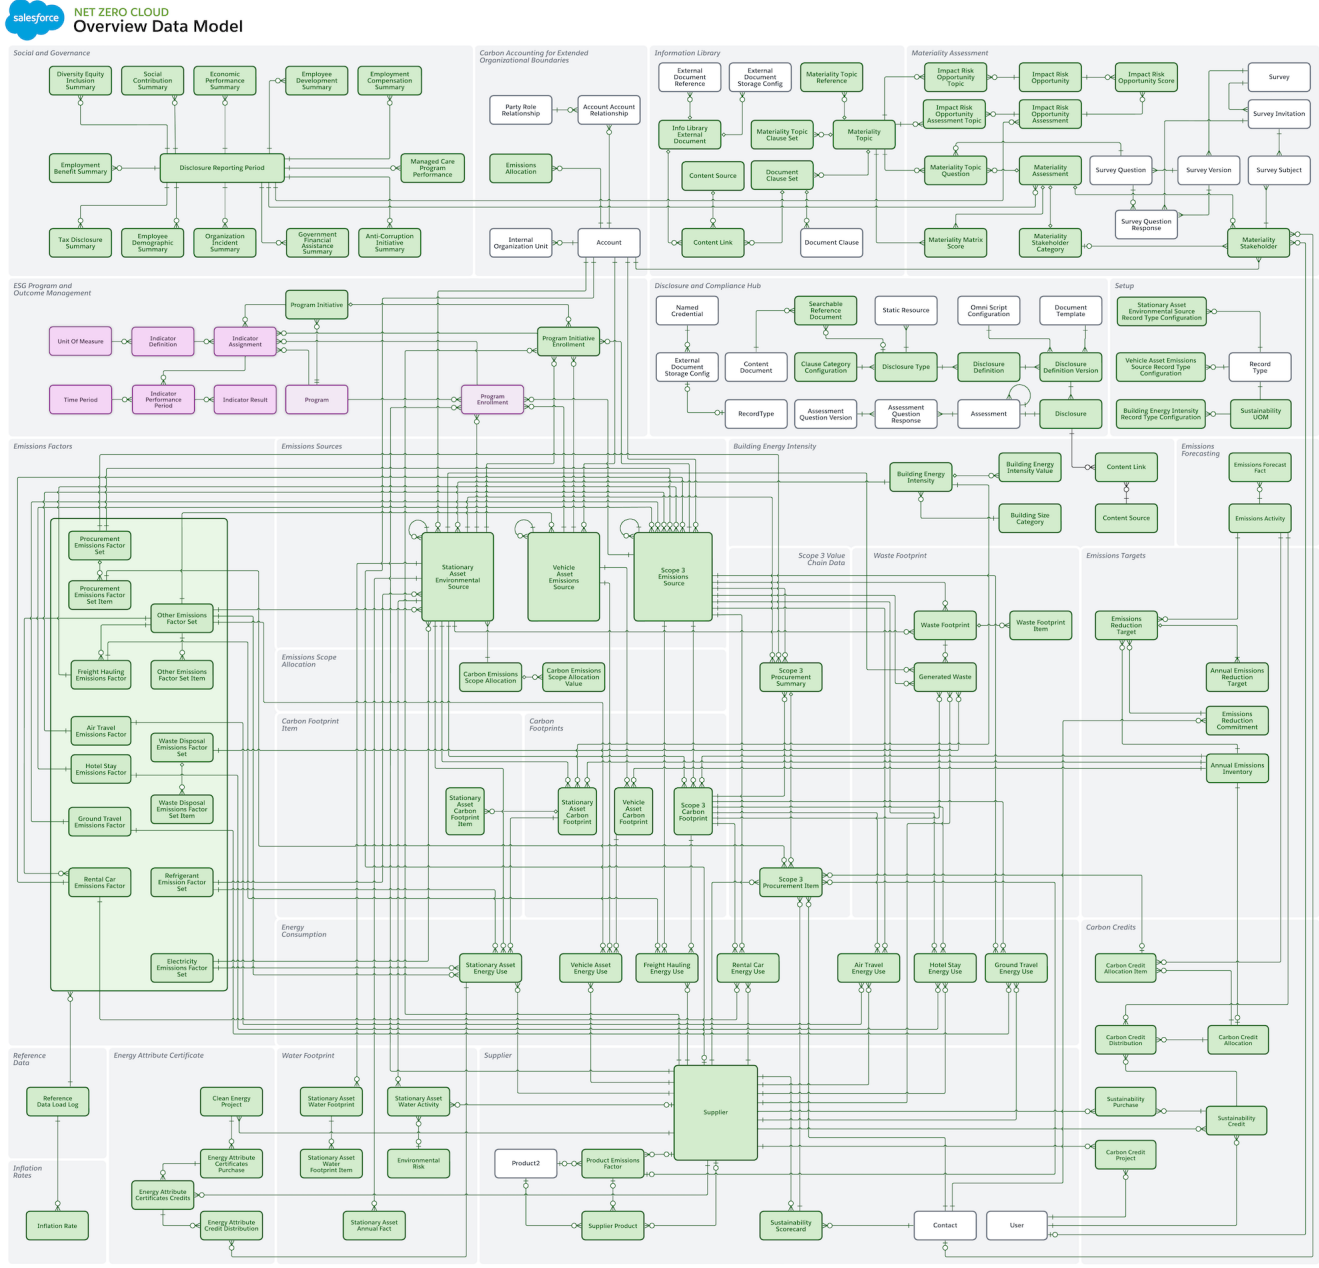 salesforce
NET ZERO CLOUD
Overview Data Model
Social and Governance
Diversity Equity
Inclusion
Summary
Social
Contribution
Summary
Economic
Performance
Summary
Employee
Development
Summary
Employment
Compensation
Summary
Employment
Benefit Summary
Disclosure Reporting Period
Managed Care
Program
Performance
Tax Disclosure
Summary
Employee
Demographic
Summary
Organization
Incident
Summary
Government
Financial
Assistance
Summary
Anti-Corruption
Initiative
Summary
Carbon Accounting for Extended
Organizational Boundaries
Party Role
Relationship
Account Account
Relationship
Emissions
Allocation
Internal
Organization Unit
Account
Information Library
External
Document
Reference
External
Document
Storage Config
Materiality Topic
Reference
Info Library
External
Document
Materiality Topic
Clause Set
Materiality
Topic
Content Source
Document
Clause Set
Content Link
Document Clause
Materiality Assessment
Impact Risk
Opportunity
Topic
Impact Risk
Opportunity
Impact Risk
Opportunity Score
Survey
Impact Risk
Opportunity
Assessment Topic
Impact Risk
Opportunity
Assessment
Survey Invitation
Materiality Topic
Question
Materiality
Assessment
Survey Question
Survey Version
Survey Subject
Survey Question
Response
Materiality Matrix
Score
Materiality
Stakeholder
Category
Materiality
Stakeholder
ESG Program and
Outcome Management
Program Initiative
Unit Of Measure
Indicator
Definition
Indicator
Assignment
Program Initiative
Enrollment
Time Period
Indicator
Performance
Period
Indicator Result
Program
Program
Enrollment
Disclosure and Compliance Hub
Named
Credential
Searchable
Reference
Document
Static Resource
Omni Script
Configuration
Document
Template
External
Document
Storage Config
Content
Document
Clause Category
Configuration
Disclosure Type
Disclosure
Definition
Disclosure
Definition Version
RecordType
Assessment
Question Version
Assessment
Question
Response
Assessment
Disclosure
Setup
Stationary Asset
Environmental Source
Record Type Configuration
Vehicle Asset Emissions
Source Record Type
Configuration
Record
Type
Building Energy Intensity
Record Type Configuration
Sustainability
UOM
Emissions Factors
Procurement
Emissions Factor
Set
Procurement
Emissions Factor
Set Item
Other Emissions
Factor Set
Freight Hauling
Emissions Factor
Other Emissions
Factor Set Item
Air Travel
Emissions Factor
Waste Disposal
Emissions Factor
Set
Hotel Stay
Emissions Factor
Waste Disposal
Emissions Factor
Set Item
Ground Travel
Emissions Factor
Rental Car
Emissions Factor
Refrigerant
Emission Factor
Set
Electricity
Emissions Factor
Set
Emissions Sources
Stationary
Asset
Environmental
Source
Vehicle
Asset
Emissions
Source
Scope 3
Emissions
Source
Building Energy Intensity
Building Energy
Intensity
Building Energy
Intensity Value
Building Size
Category
Content Link
Content Source
Emissions
Forecasting
Emissions Forecast
Fact
Emissions Activity
Emissions Scope
Allocation
Carbon Emissions
Scope Allocation
Carbon Emissions
Scope Allocation
Value
Scope 3 Value
Chain Data
Scope 3
Procurement
Summary
Scope 3
Procurement Item
Waste Footprint
Waste Footprint
Waste Footprint
Item
Generated Waste
Emissions Targets
Emissions
Reduction
Target
Annual Emissions
Reduction
Target
Emissions
Reduction
Commitment
Annual Emissions
Inventory
Carbon Footprint
Item
Stationary
Asset
Carbon
Footprint
Item
Carbon
Footprints
Stationary
Asset
Carbon
Footprint
Vehicle
Asset
Carbon
Footprint
Scope 3
Carbon
Footprint
Energy
Consumption
Stationary Asset
Energy Use
Vehicle Asset
Energy Use
Freight Hauling
Energy Use
Rental Car
Energy Use
Air Travel
Energy Use
Hotel Stay
Energy Use
Ground Travel
Energy Use
Carbon Credits
Carbon Credit
Allocation Item
Carbon Credit
Distribution
Carbon Credit
Allocation
Sustainability
Purchase
Sustainability
Credit
Carbon Credit
Project
Reference
Data
Reference
Data Load Log
Inflation
Rates
Inflation Rate
Energy Attribute Certificate
Clean Energy
Project
Energy Attribute
Certificates
Purchase
Energy Attribute
Certificates Credits
Energy Attribute
Credit Distribution
Water Footprint
Stationary Asset
Water Footprint
Stationary Asset
Water Activity
Stationary Asset
Water
Footprint Item
Environmental
Risk
Stationary Asset
Annual Fact
Supplier
Supplier
Product2
Product Emissions
Factor
Supplier Product
Sustainability
Scorecard
Contact
User